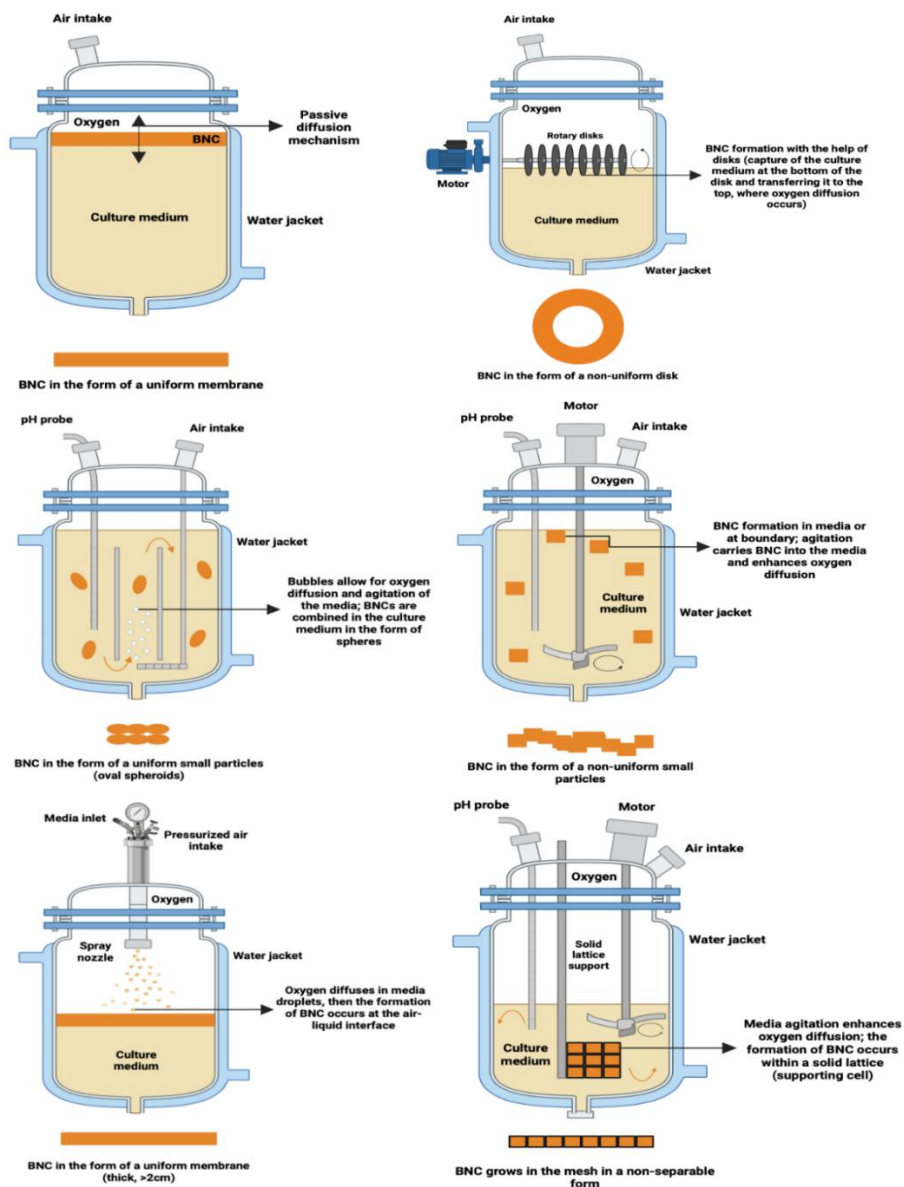 Air intake
Oxygen
BNC
Passive
diffusion
mechanism
Culture medium
Water jacket
BNC in the form of a uniform membrane
Air intake
Oxygen
Rotary disks
Motor
BNC formation with the help of
disks (capture of the culture
medium at the bottom of the
disk and transferring it to the
top, where oxygen diffusion
occurs)
Culture medium
Water jacket
BNC in the form of a non-uniform disk
pH probe
Air intake
Water jacket
Bubbles allow for oxygen
diffusion and agitation of
the media; BNCs are
combined in the culture
medium in the form of
spheres
BNC in the form of a uniform small particles
(oval spheroids)
Motor
pH probe
Air intake
Oxygen
BNC formation in media or
at boundary; agitation
carries BNC into the media
and enhances oxygen
diffusion
Culture
medium
Water jacket
BNC in the form of a non-uniform small
particles
Media inlet
Pressurized air
intake
Oxygen
Spray
nozzle
Water jacket
Oxygen diffuses in media
droplets, then the formation
of BNC occurs at the air-
liquid interface
Culture
medium
BNC in the form of a uniform membrane
(thick, >2cm)
pH probe
Motor
Air intake
Oxygen
Solid
lattice
support
Water jacket
Culture
medium
Media agitation enhances
oxygen diffusion; the
formation of BNC occurs
within a solid lattice
(supporting cell)
BNC grows in the mesh in a non-separable
form